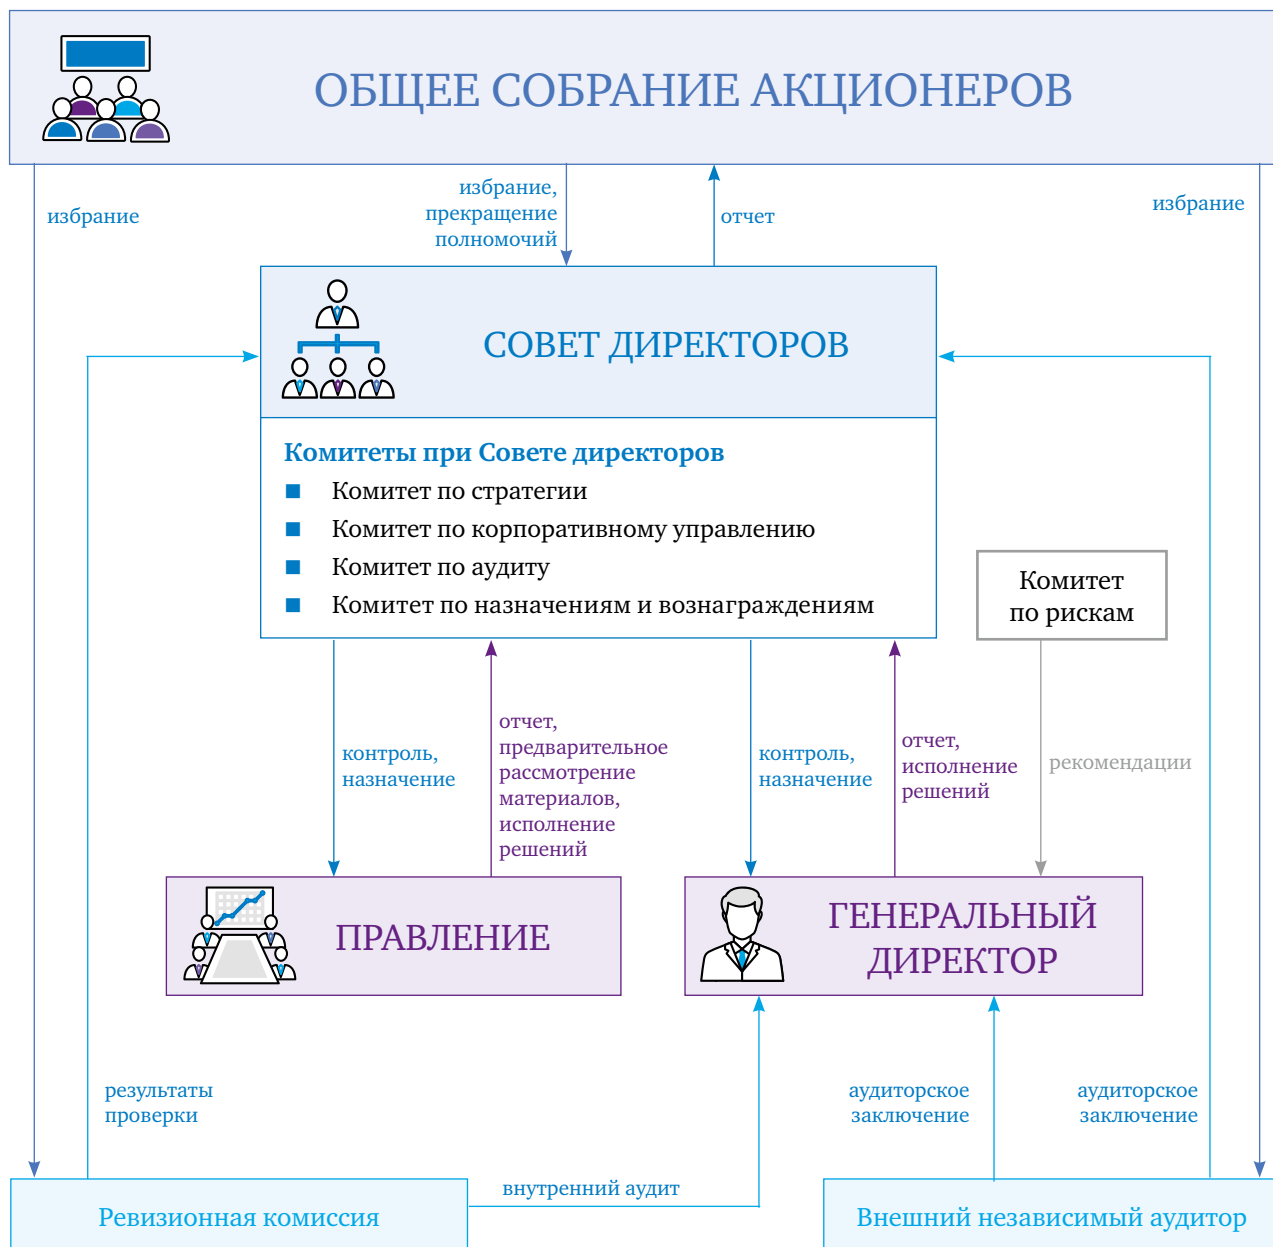 ОБЩЕЕ СОБРАНИЕ АКЦИОНЕРОВ
избрание
избрание,
прекращение
полномочий
отчет
избрание
СОВЕТ ДИРЕКТОРОВ
Комитеты при Совете директоров
Комитет по стратегии
Комитет по корпоративному управлению
Комитет по аудиту
Комитет по назначениям и вознаграждениям
Комитет
по рискам
контроль,
назначение
отчет,
предварительное
рассмотрение
материалов,
исполнение
решений
контроль,
назначение
отчет,
исполнение
решений
рекомендации
ПРАВЛЕНИЕ
ГЕНЕРАЛЬНЫЙ
ДИРЕКТОР
результаты
проверки
аудиторское
заключение
аудиторское
заключение
внутренний аудит
Ревизионная комиссия
Внешний независимый аудитор